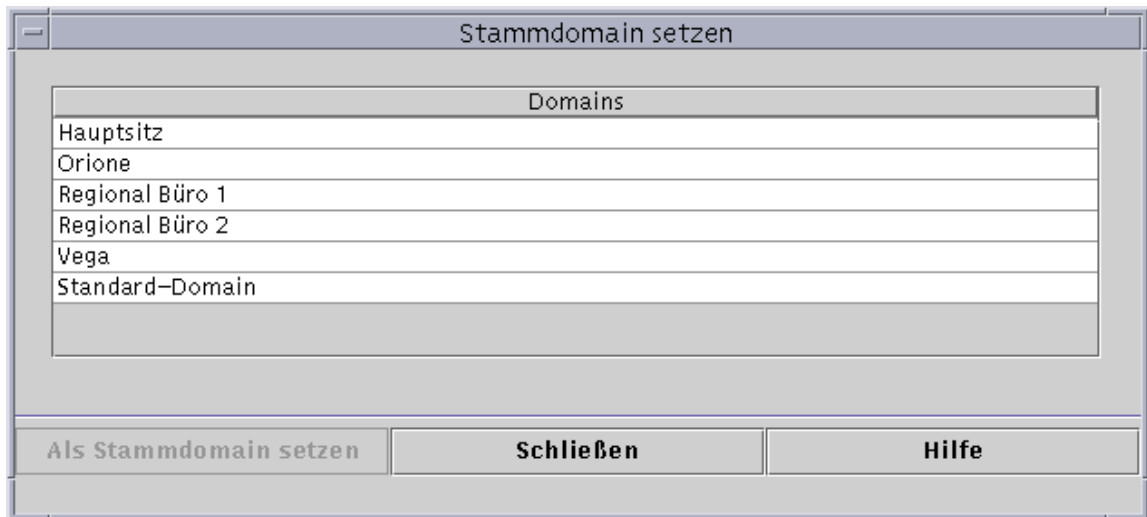 Stammdomain setzen
Domains
Hauptsitz
Orione
Regional Büro 1
Regional Büro 2
Vega
Standard-Domain
Als Stammdomain setzen Schließen Hilfe